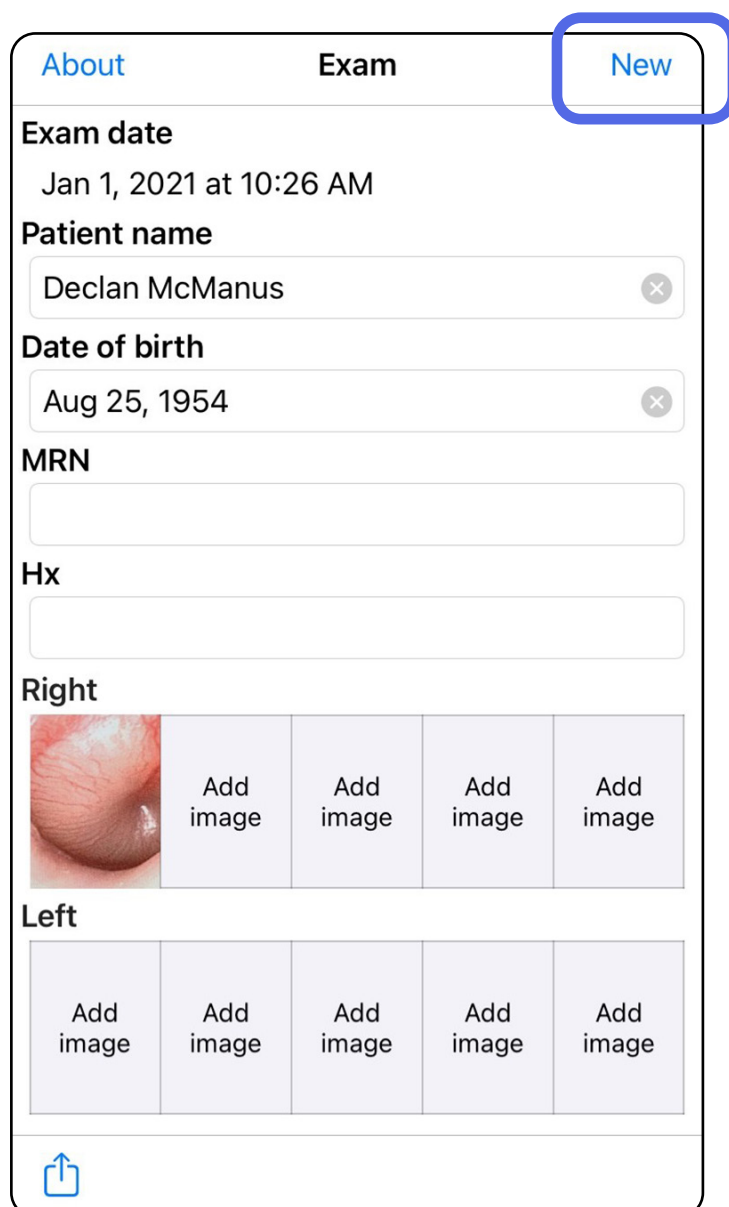 About Exam New
Exam date
Jan 1, 2021 at 10:26 AM
Patient name
Declan McManus
Date of birth
Aug 25, 1954
MRN
Hx
Right
Add image
Add image
Add image
Add image
Left
Add image
Add image
Add image
Add image
Add image